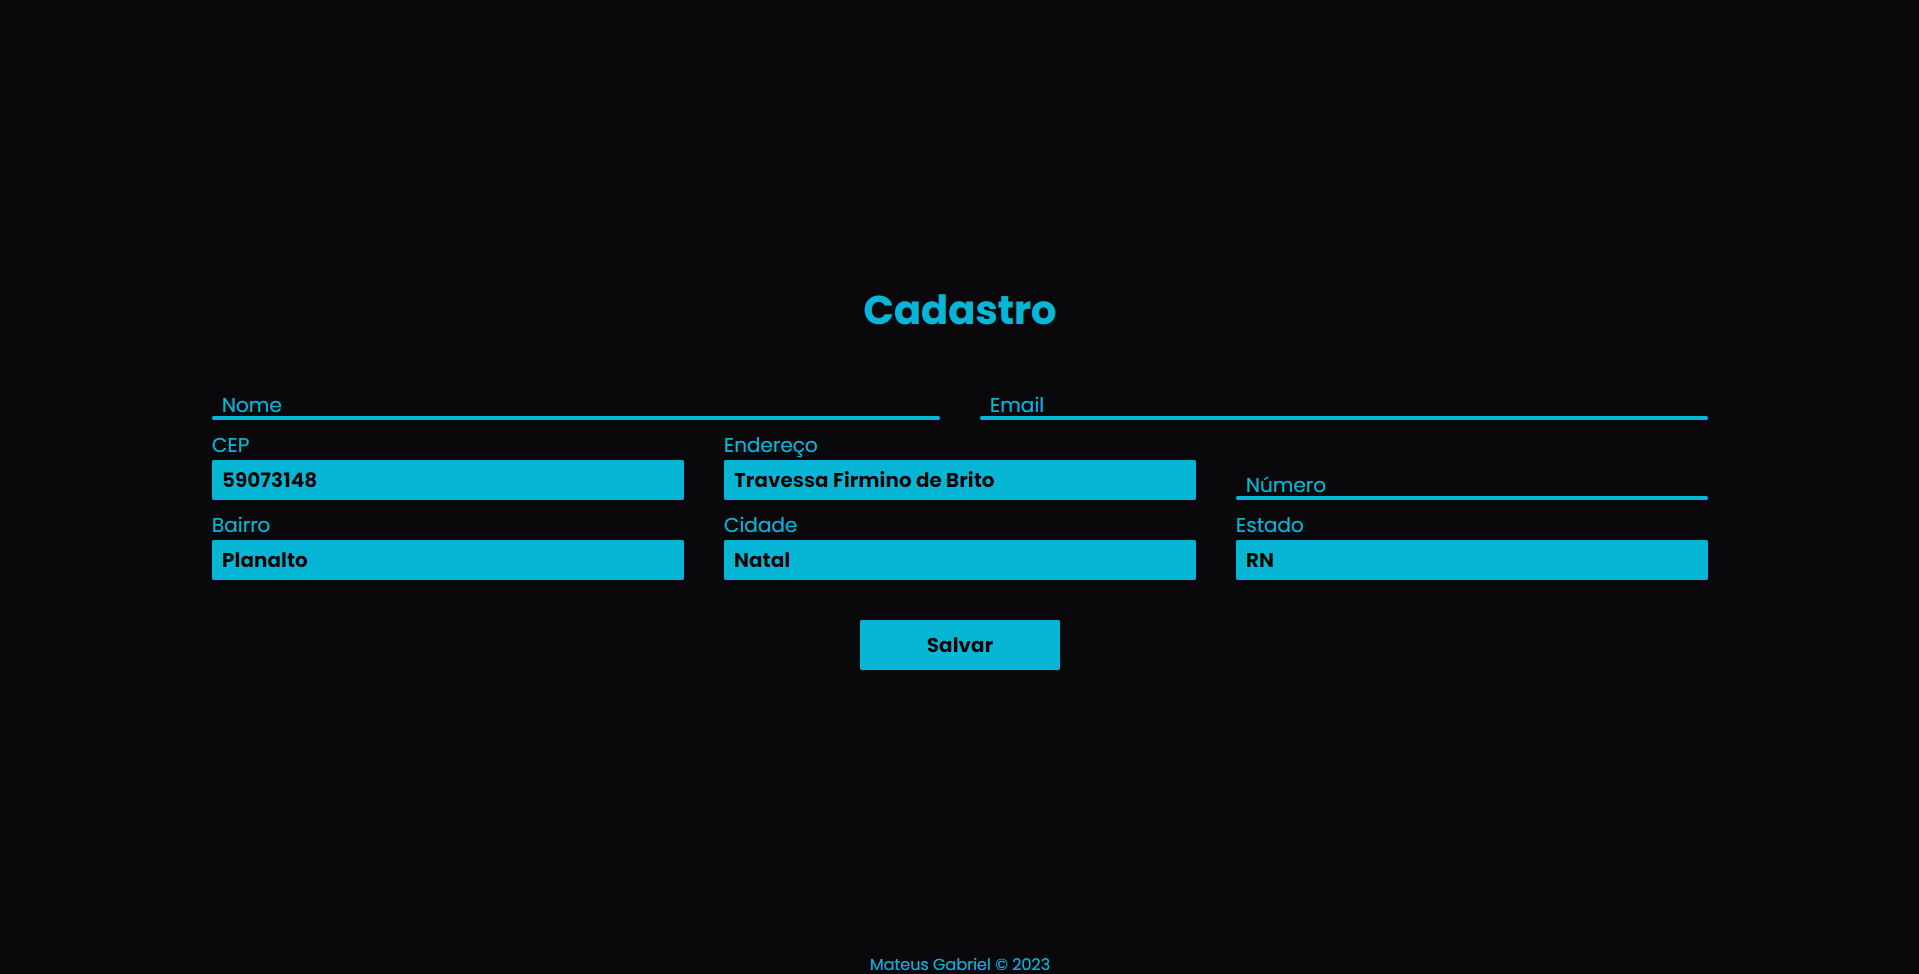 Cadastro
Nome
Email
CEP
Endereço
59073148
Travessa Firmino de Brito
Número
Bairro
Cidade
Estado
Planalto
Natal
RN
Salvar
Mateus Gabriel © 2023